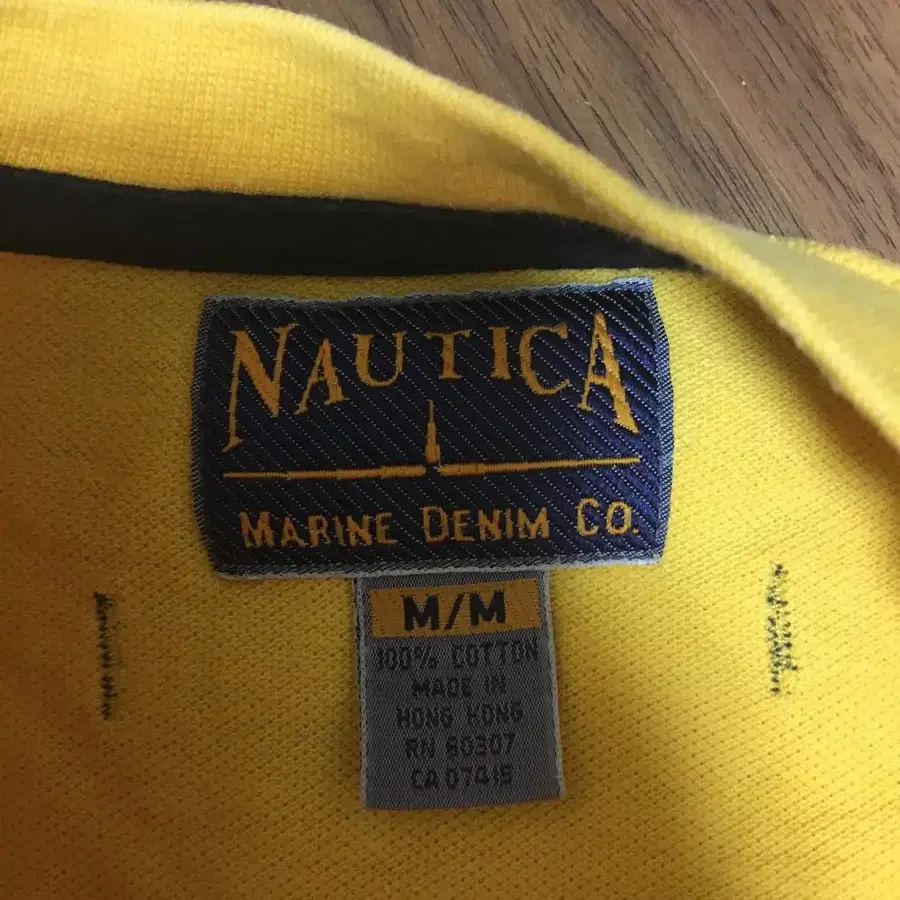 NAUTICA
MARINE DENIM CO.
M/M
100% COTTON
MADE IN
HONG KONG
RN 60307
CA 07418